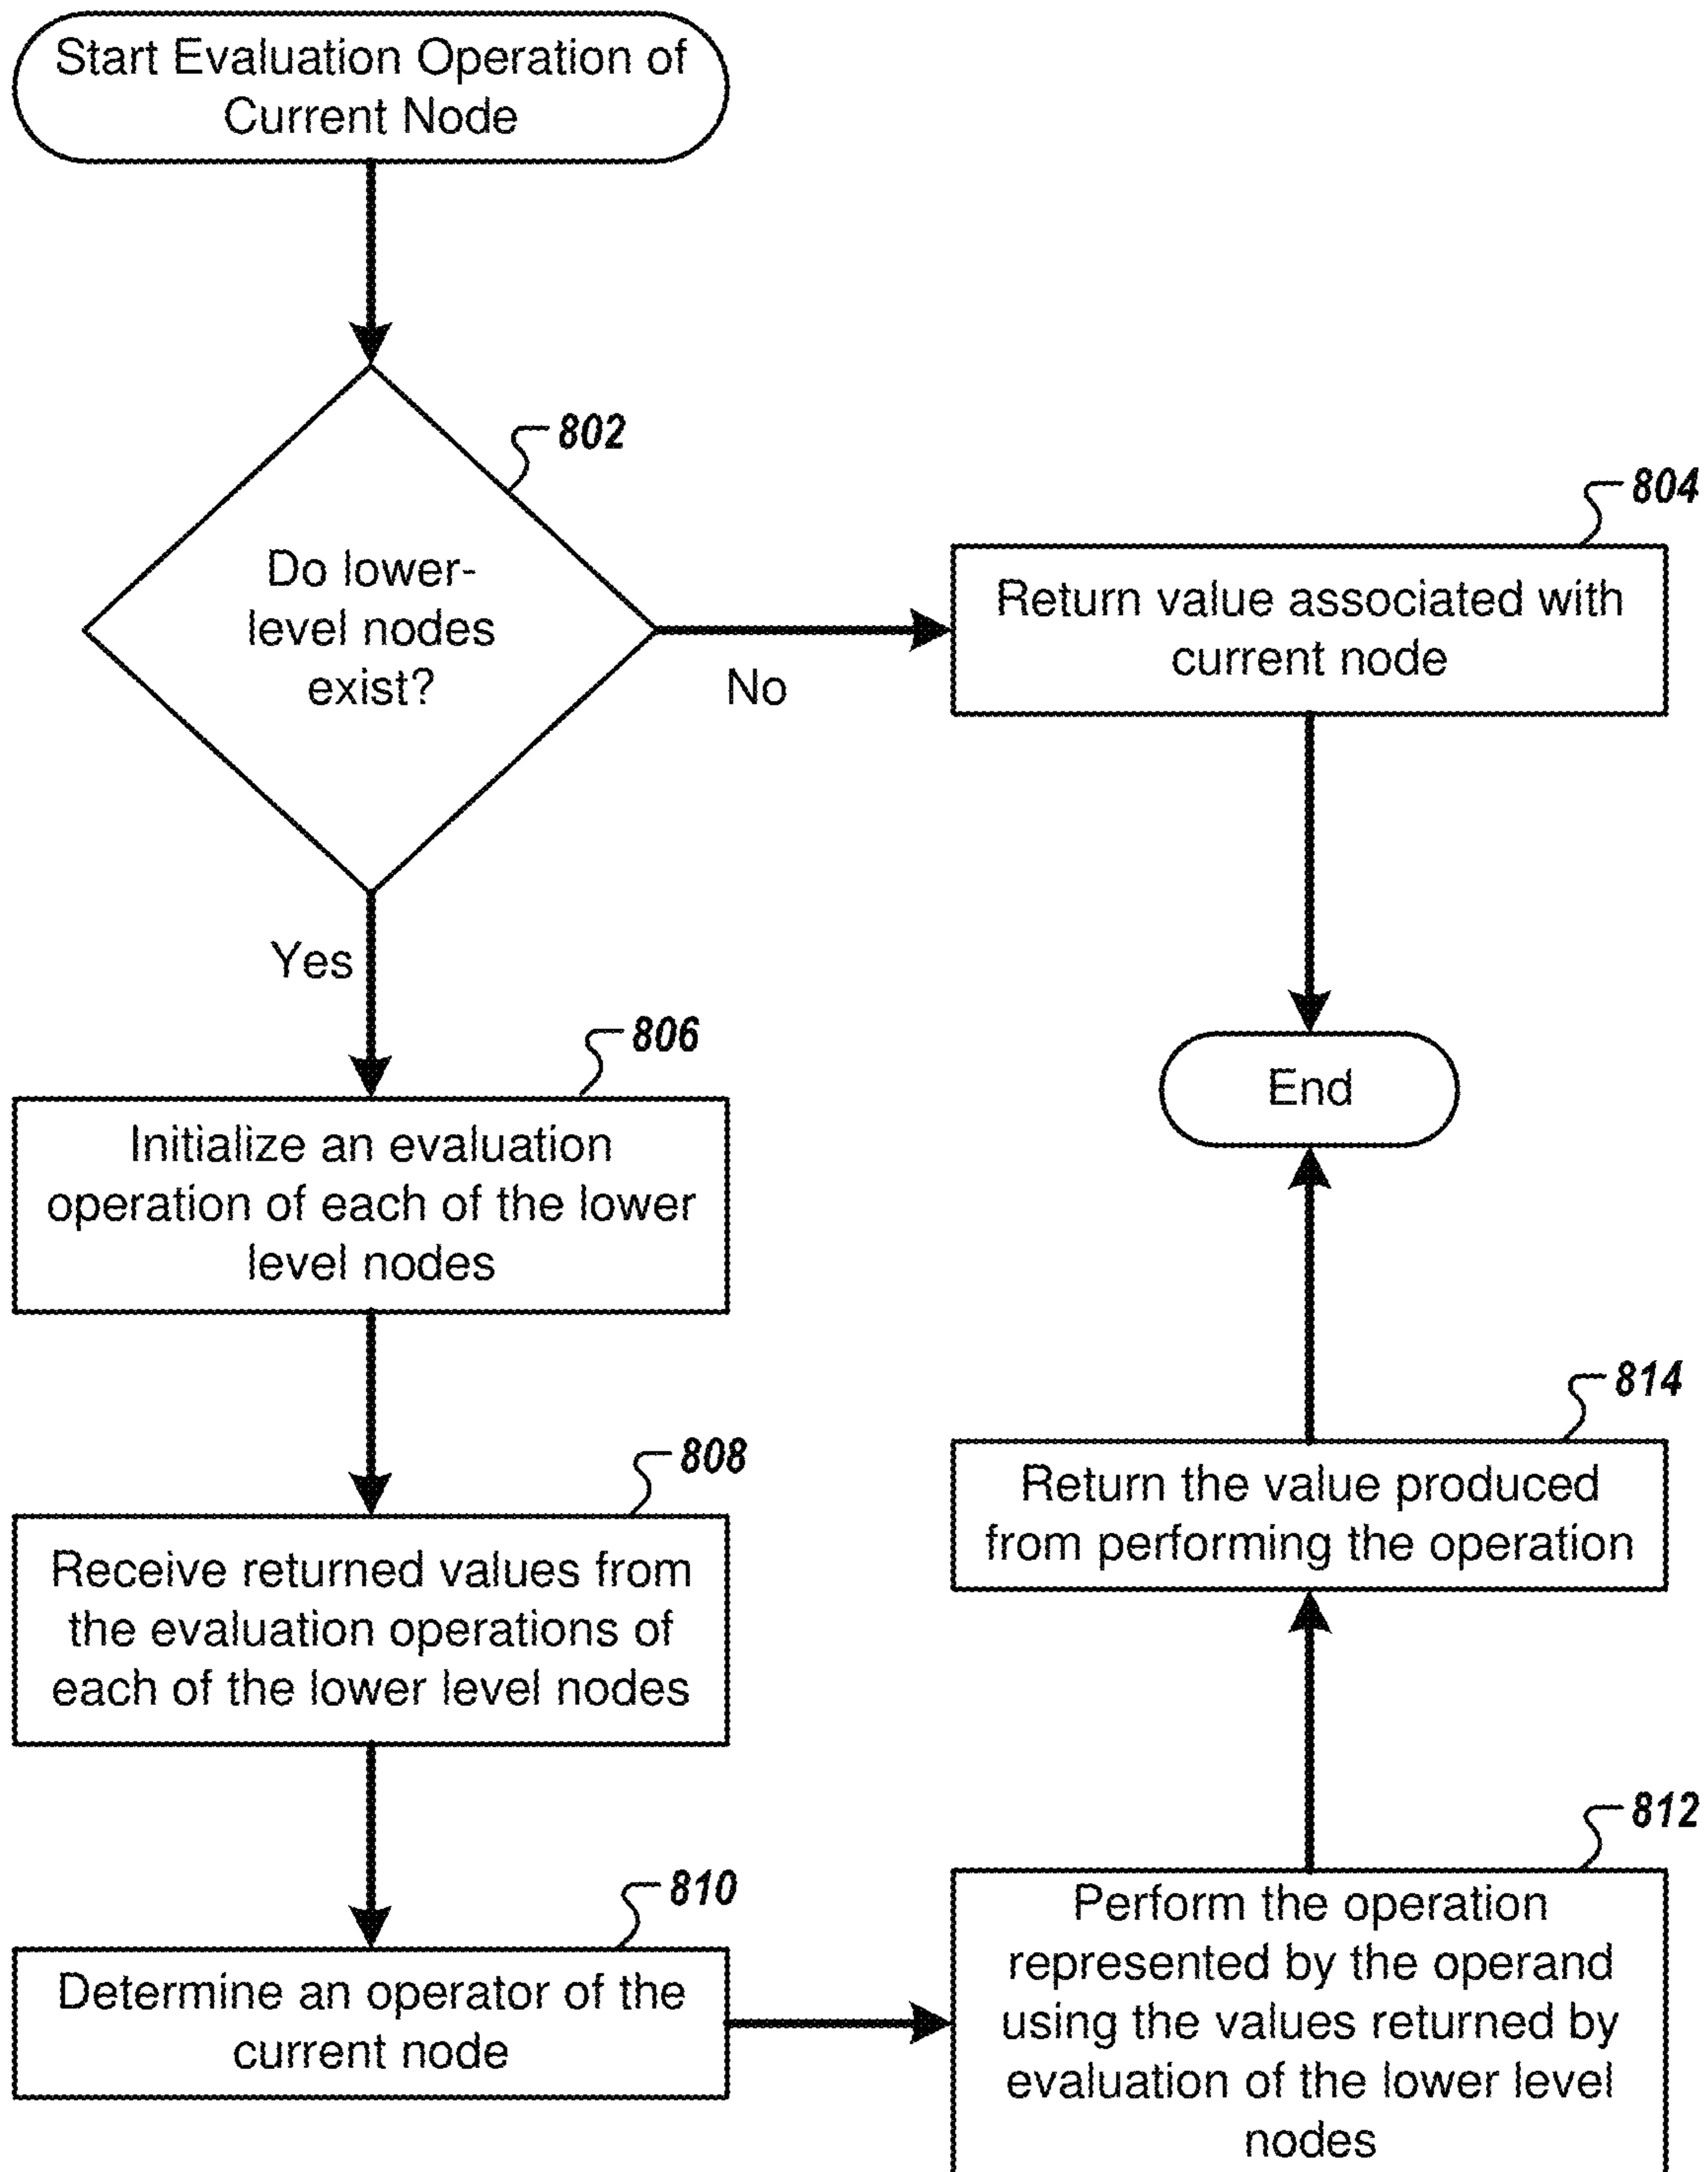 Start Evaluation Operation of
Current Node
802
Do lower-
level nodes
exist?
No
804
Return value associated with
current node
Yes
806
Initialize an evaluation
operation of each of the lower
level nodes
End
808
Receive returned values from
the evaluation operations of
each of the lower level nodes
810
Determine an operator of the
current node
812
Perform the operation
represented by the operand
using the values returned by
evaluation of the lower level
nodes
814
Return the value produced
from performing the operation